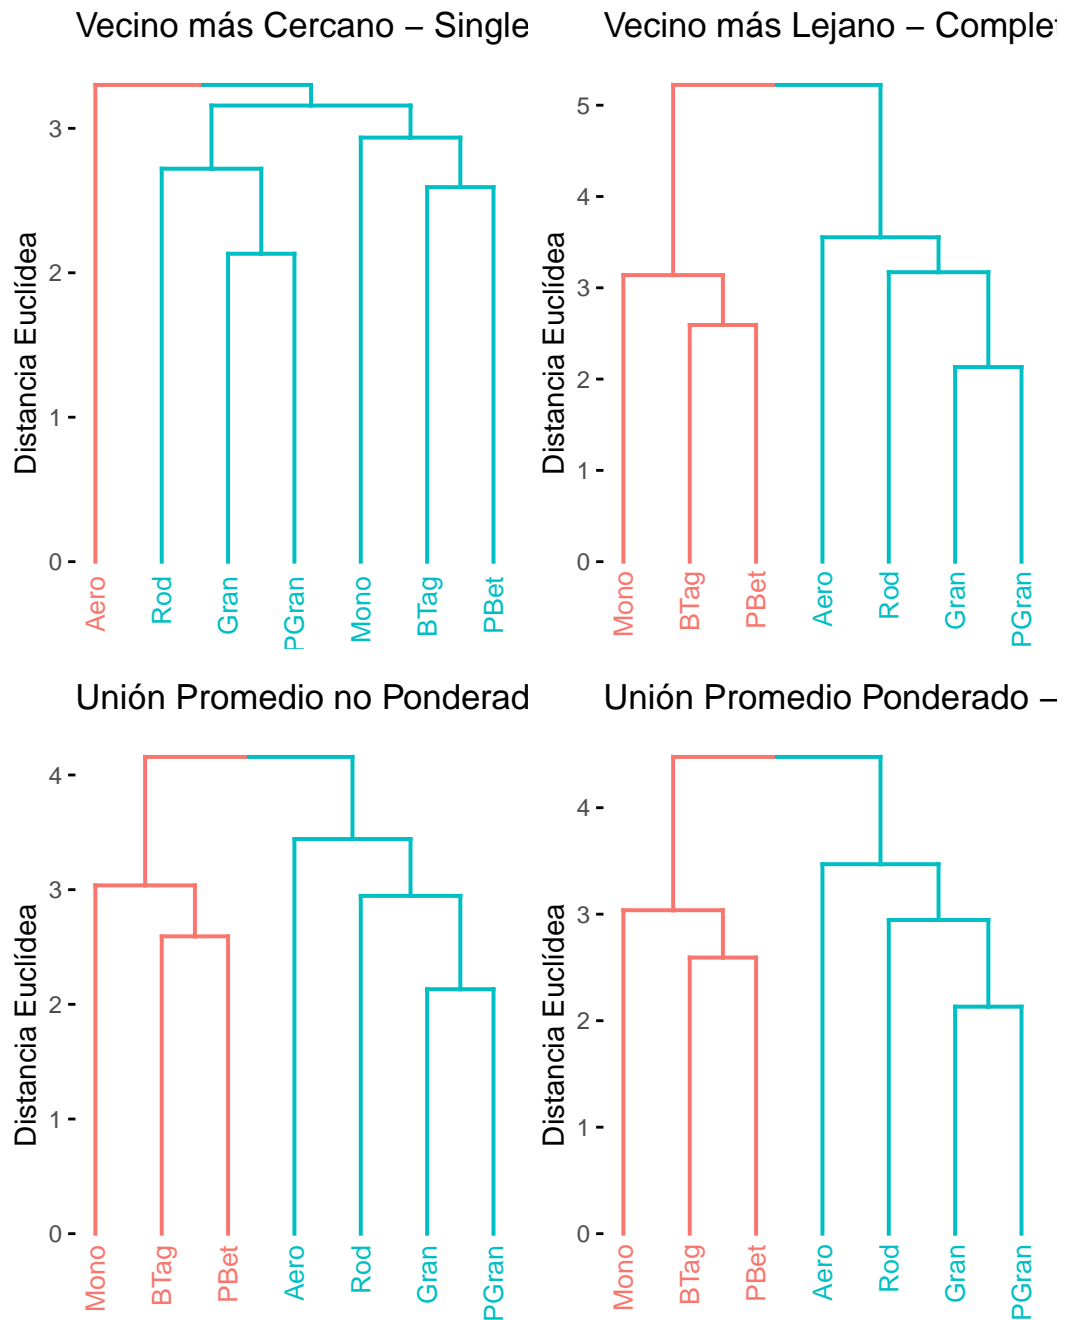 Vecino más Cercano – Single
3
2
1
0
Distancia Euclídea
Aero
Rod
Gran
PGran
Mono
BTag
PBet
Vecino más Lejano – Complet
5
4
3
2
1
0
Distancia Euclídea
Mono
BTag
PBet
Aero
Rod
Gran
PGran
Unión Promedio no Ponderad
4
3
2
1
0
Distancia Euclídea
Mono
BTag
PBet
Aero
Rod
Gran
PGran
Unión Promedio Ponderado –
4
3
2
1
0
Distancia Euclídea
Mono
BTag
PBet
Aero
Rod
Gran
PGran